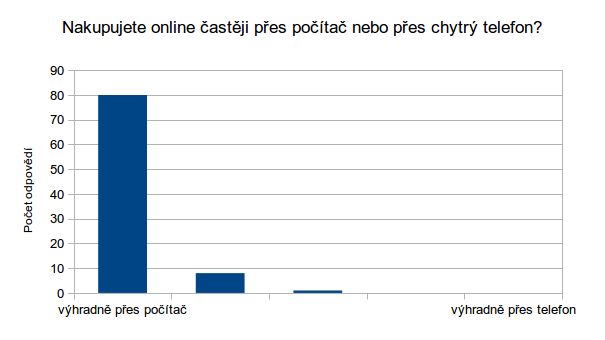 Nakupujete online častěji přes počítač nebo přes chytrý telefon?
90
80
70
60
50
40
30
20
10
0
Počet odpovědí
výhradně přes počítač
výhradně přes telefon